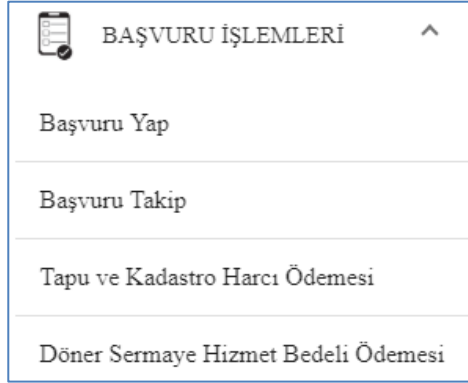 BAŞVURU İŞLEMLERİ
Başvuru Yap
Başvuru Takip
Tapu ve Kadastro Harcı Ödemesi
Döner Sermaye Hizmet Bedeli Ödemesi